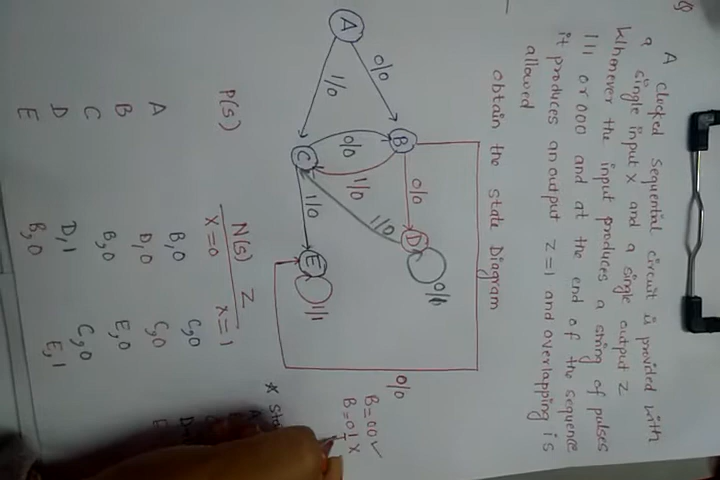 Q
A clocked sequential circuit is provided with
a single input x and a single output Z
Whenever the input produces a string of pulses
111 or 000 and at the end of the sequence
it produces an output Z=1 and overlapping is
allowed
obtain the state Diagram
A
0/0
1/0
B
0/0
1/0
C
0/0
1/0
D
0/1
1/0
E
1/1
0/0
B=00✓
B=01X
P(S)
N(S) Z
X=0 x=1
A B,0 C,0
B D,0 C,0
C B,0 E,0
D D,1 C,0
E B,0 E,1